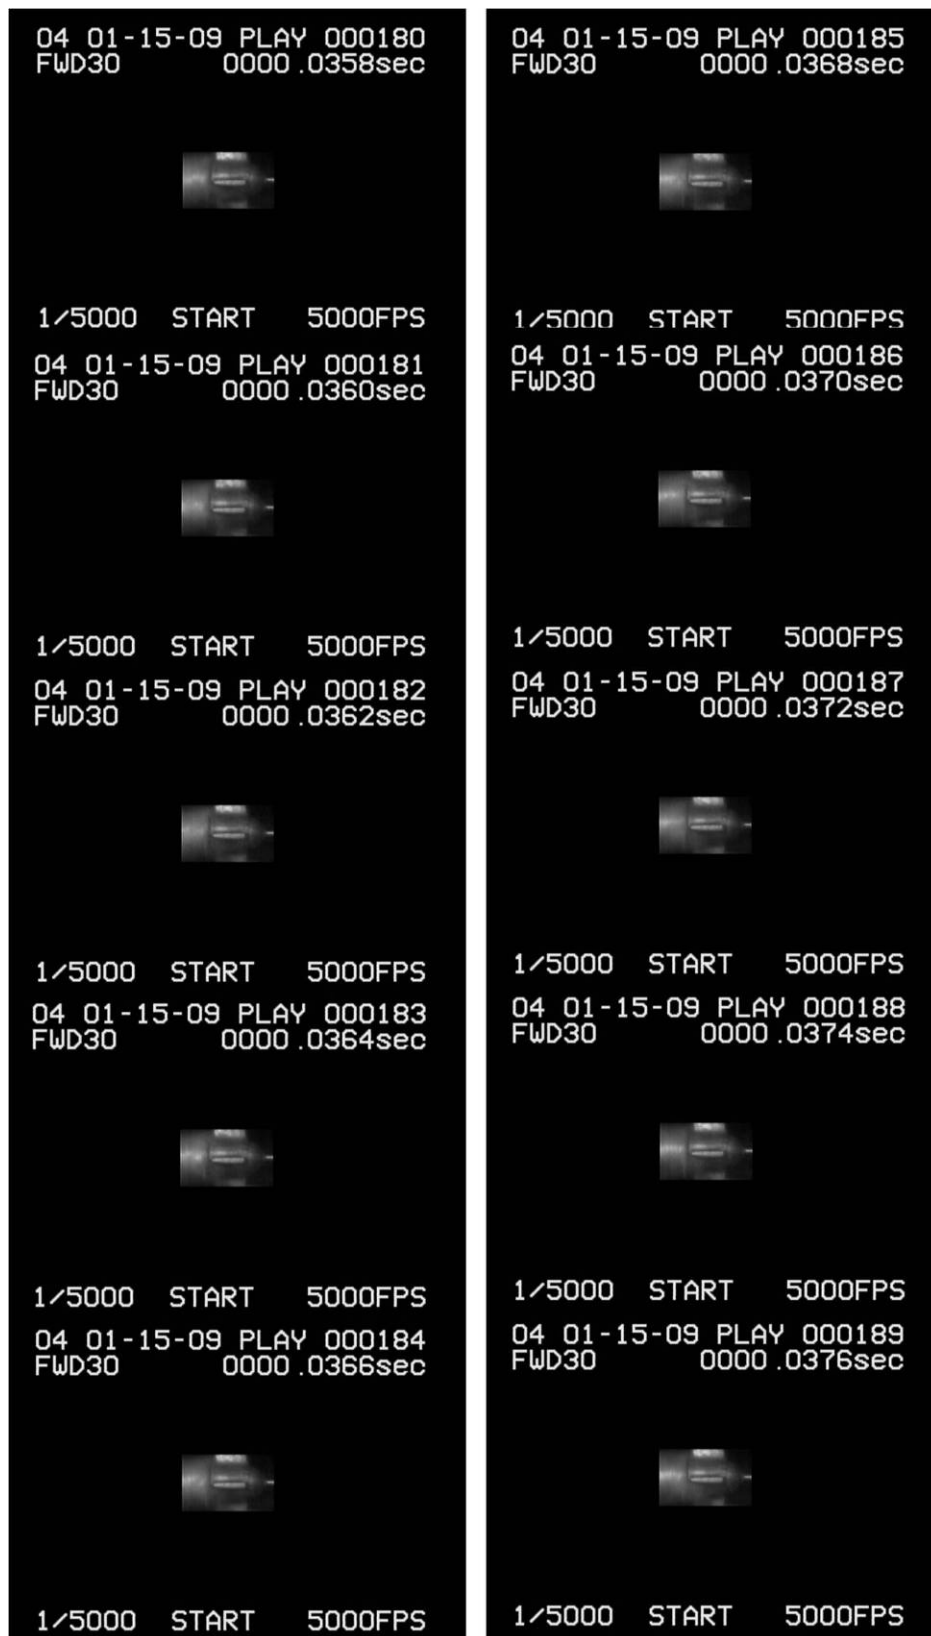 04 01-15-09 PLAY 000180
FWD30 0000.0358sec
1/5000 START 5000FPS
04 01-15-09 PLAY 000181
FWD30 0000.0360sec
1/5000 START 5000FPS
04 01-15-09 PLAY 000182
FWD30 0000.0362sec
1/5000 START 5000FPS
04 01-15-09 PLAY 000183
FWD30 0000.0364sec
1/5000 START 5000FPS
04 01-15-09 PLAY 000184
FWD30 0000.0366sec
1/5000 START 5000FPS
04 01-15-09 PLAY 000185
FWD30 0000.0368sec
1/5000 START 5000FPS
04 01-15-09 PLAY 000186
FWD30 0000.0370sec
1/5000 START 5000FPS
04 01-15-09 PLAY 000187
FWD30 0000.0372sec
1/5000 START 5000FPS
04 01-15-09 PLAY 000188
FWD30 0000.0374sec
1/5000 START 5000FPS
04 01-15-09 PLAY 000189
FWD30 0000.0376sec
1/5000 START 5000FPS